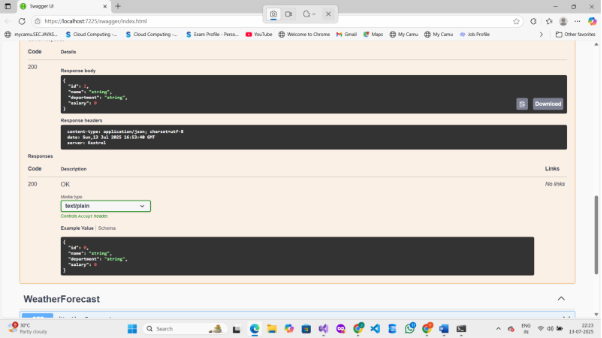 Swagger UI
https://localhost:7325/swagger/index.html
mycamu.SEC.JAVAS...
Cloud Computing -...
Cloud Computing -...
Exam Profile - Perso...
YouTube
Welcome to Chrome
Gmail
Maps
My Camu
My Camu
Job Profile
Other favorites
Code Details
200
Response body
{
"id": 
"name": "string",
"department": "string",
"salary": 0
}
Download
Response headers
content-type: application/json; charset=utf-8
date: Sun,13 Jul 2025 16:53:40 GMT
server: Kestrel
Responses
Code Description Links
200 OK No links
Media type
text/plain
Controls Accept header.
Example Value | Schema
{
"id": 0,
"name": "string",
"department": "string",
"salary": 0
}
WeatherForecast
30°C
Partly cloudy
Search
ENG
IN
22:23
13-07-2025